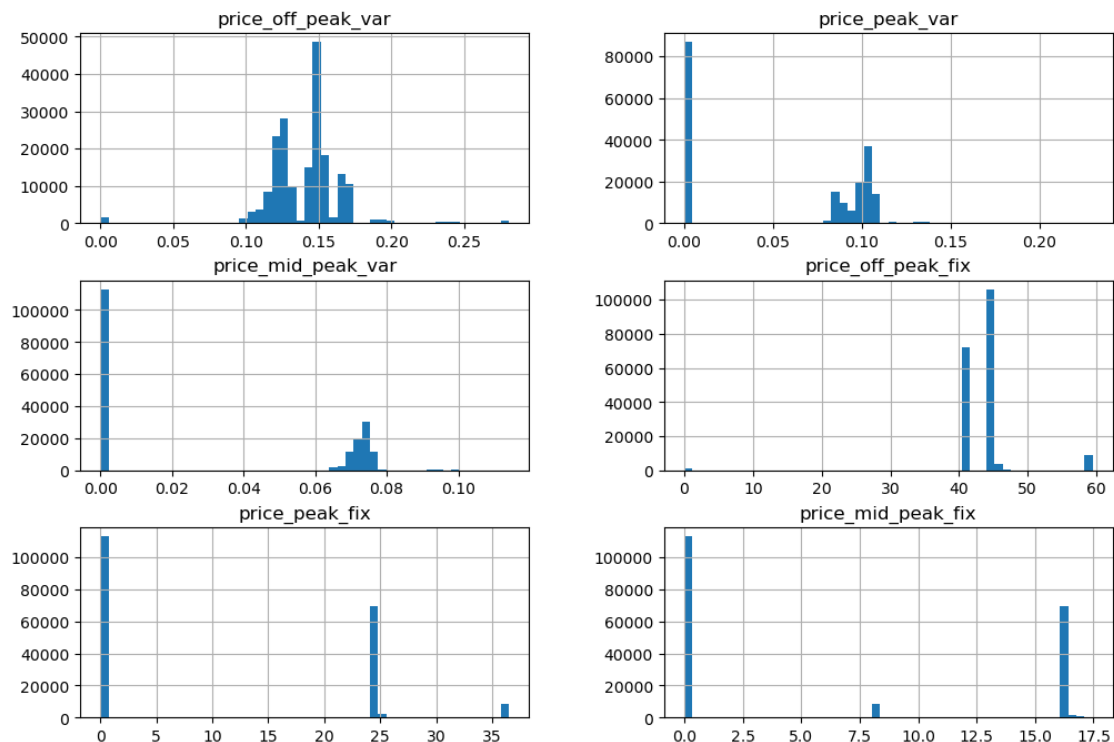 price_off_peak_var
50000
40000
30000
20000
10000
0
0.00 0.05 0.10 0.15 0.20 0.25
price_peak_var
80000
60000
40000
20000
0
0.00 0.05 0.10 0.15 0.20
price_mid_peak_var
100000
80000
60000
40000
20000
0
0.00 0.02 0.04 0.06 0.08 0.10
price_off_peak_fix
100000
80000
60000
40000
20000
0
0 10 20 30 40 50 60
price_peak_fix
100000
80000
60000
40000
20000
0
0 5 10 15 20 25 30 35
price_mid_peak_fix
100000
80000
60000
40000
20000
0
0.0 2.5 5.0 7.5 10.0 12.5 15.0 17.5